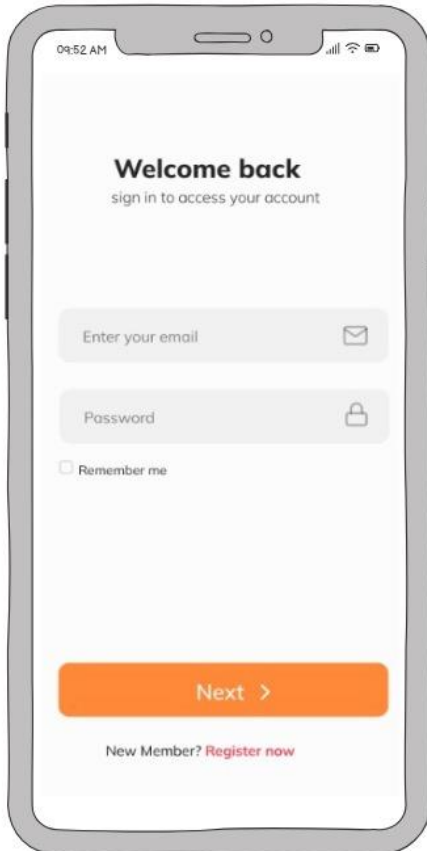 09:52 AM
Welcome back
sign in to access your account
Enter your email
Password
Remember me
Next >
New Member? Register now